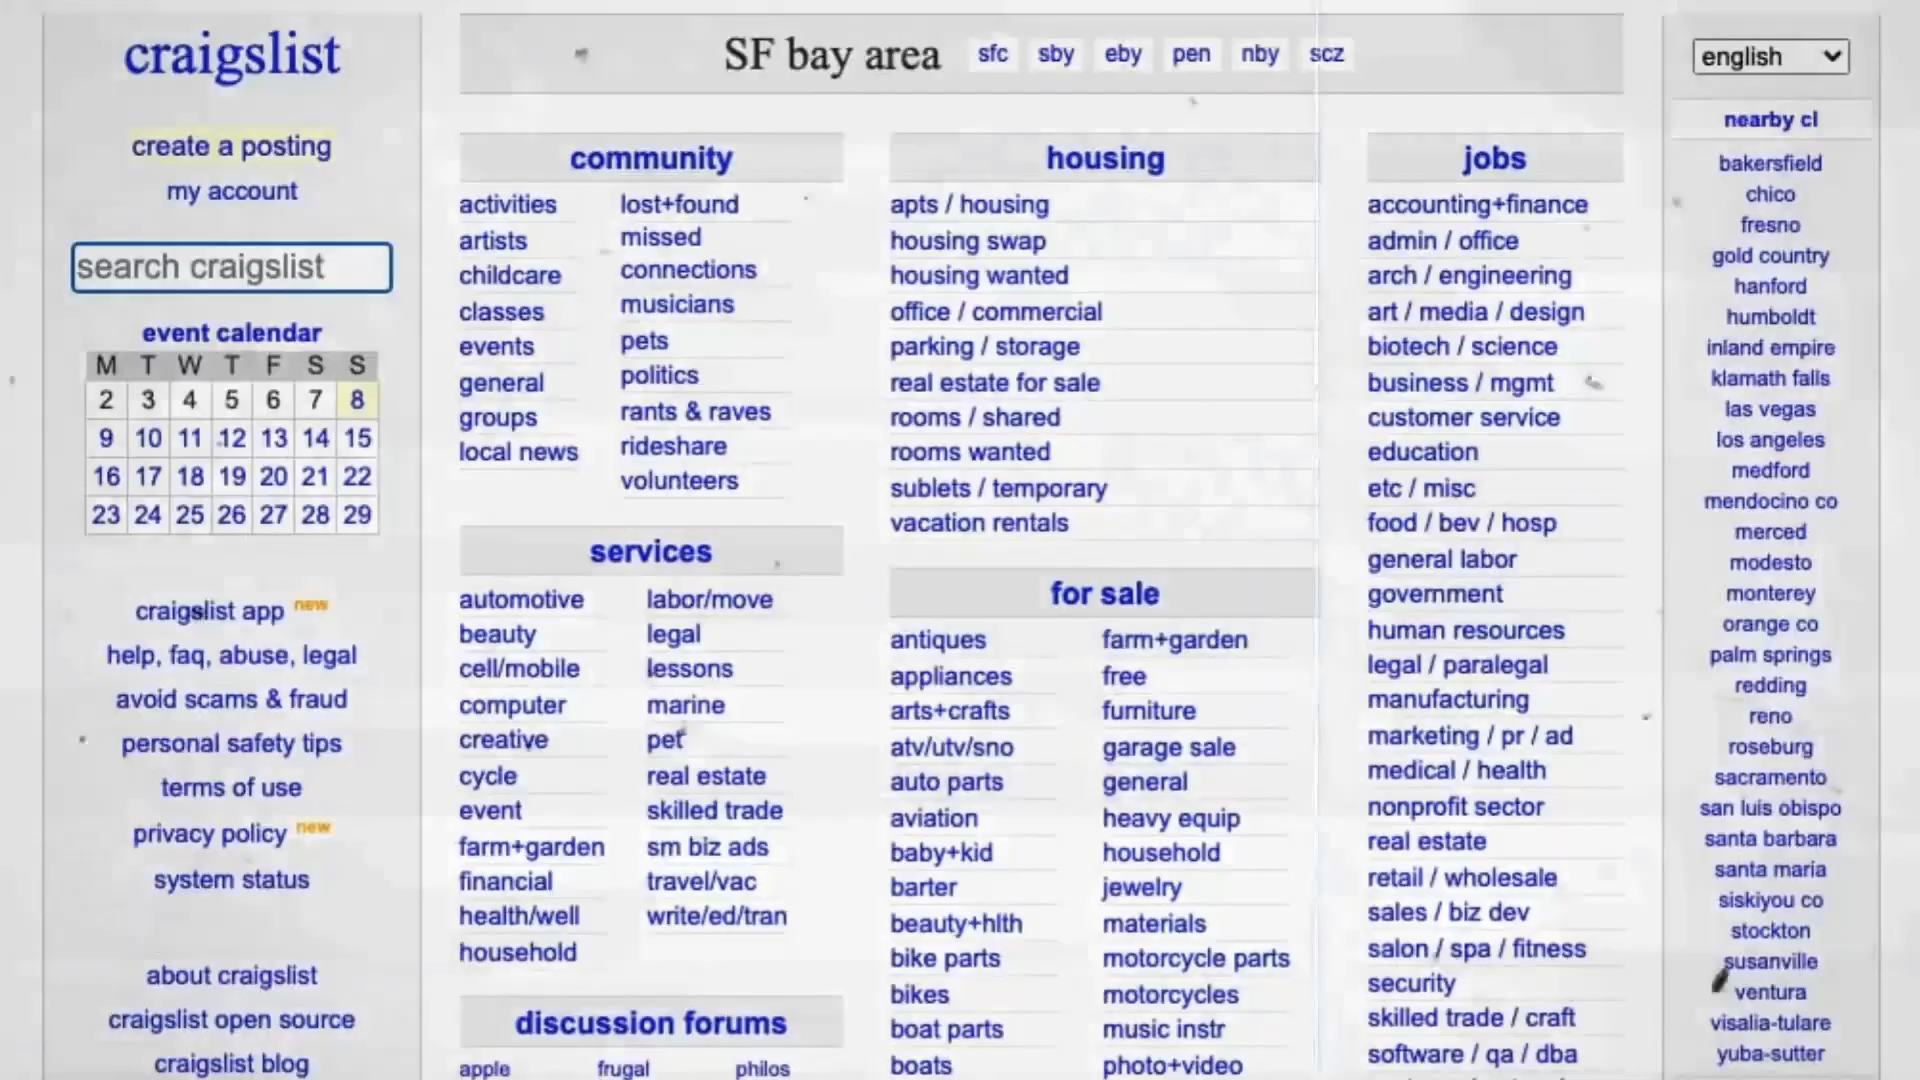 craigslist
create a posting
my account
search craigslist
event calendar
M T W T F S S
2 3 4 5 6 7 8
9 10 11 12 13 14 15
16 17 18 19 20 21 22
23 24 25 26 27 28 29
craigslist app new
help, faq, abuse, legal
avoid scams & fraud
personal safety tips
terms of use
privacy policy new
system status
about craigslist
craigslist open source
craigslist blog
SF bay area sfc sby eby pen nby scz
community
activities
artists
childcare
classes
events
general
groups
local news
lost+found
missed
connections
musicians
pets
politics
rants & raves
rideshare
volunteers
services
automotive
beauty
cell/mobile
computer
creative
cycle
event
farm+garden
financial
health/well
household
labor/move
legal
lessons
marine
pet
real estate
skilled trade
sm biz ads
travel/vac
write/ed/tran
discussion forums
apple frugal philos
housing
apts / housing
housing swap
housing wanted
office / commercial
parking / storage
real estate for sale
rooms / shared
rooms wanted
sublets / temporary
vacation rentals
for sale
antiques
appliances
arts+crafts
atv/utv/sno
auto parts
aviation
baby+kid
barter
beauty+hlth
bike parts
bikes
boat parts
boats
farm+garden
free
furniture
garage sale
general
heavy equip
household
jewelry
materials
motorcycle parts
motorcycles
music instr
photo+video
jobs
accounting+finance
admin / office
arch / engineering
art / media / design
biotech / science
business / mgmt
customer service
education
etc / misc
food / bev / hosp
general labor
government
human resources
legal / paralegal
manufacturing
marketing / pr / ad
medical / health
nonprofit sector
real estate
retail / wholesale
sales / biz dev
salon / spa / fitness
security
skilled trade / craft
software / qa / dba
english
nearby cl
bakersfield
chico
fresno
gold country
hanford
humboldt
inland empire
klamath falls
las vegas
los angeles
medford
mendocino co
merced
modesto
monterey
orange co
palm springs
redding
reno
roseburg
sacramento
san luis obispo
santa barbara
santa maria
siskiyou co
stockton
susanville
ventura
visalia-tulare
yuba-sutter